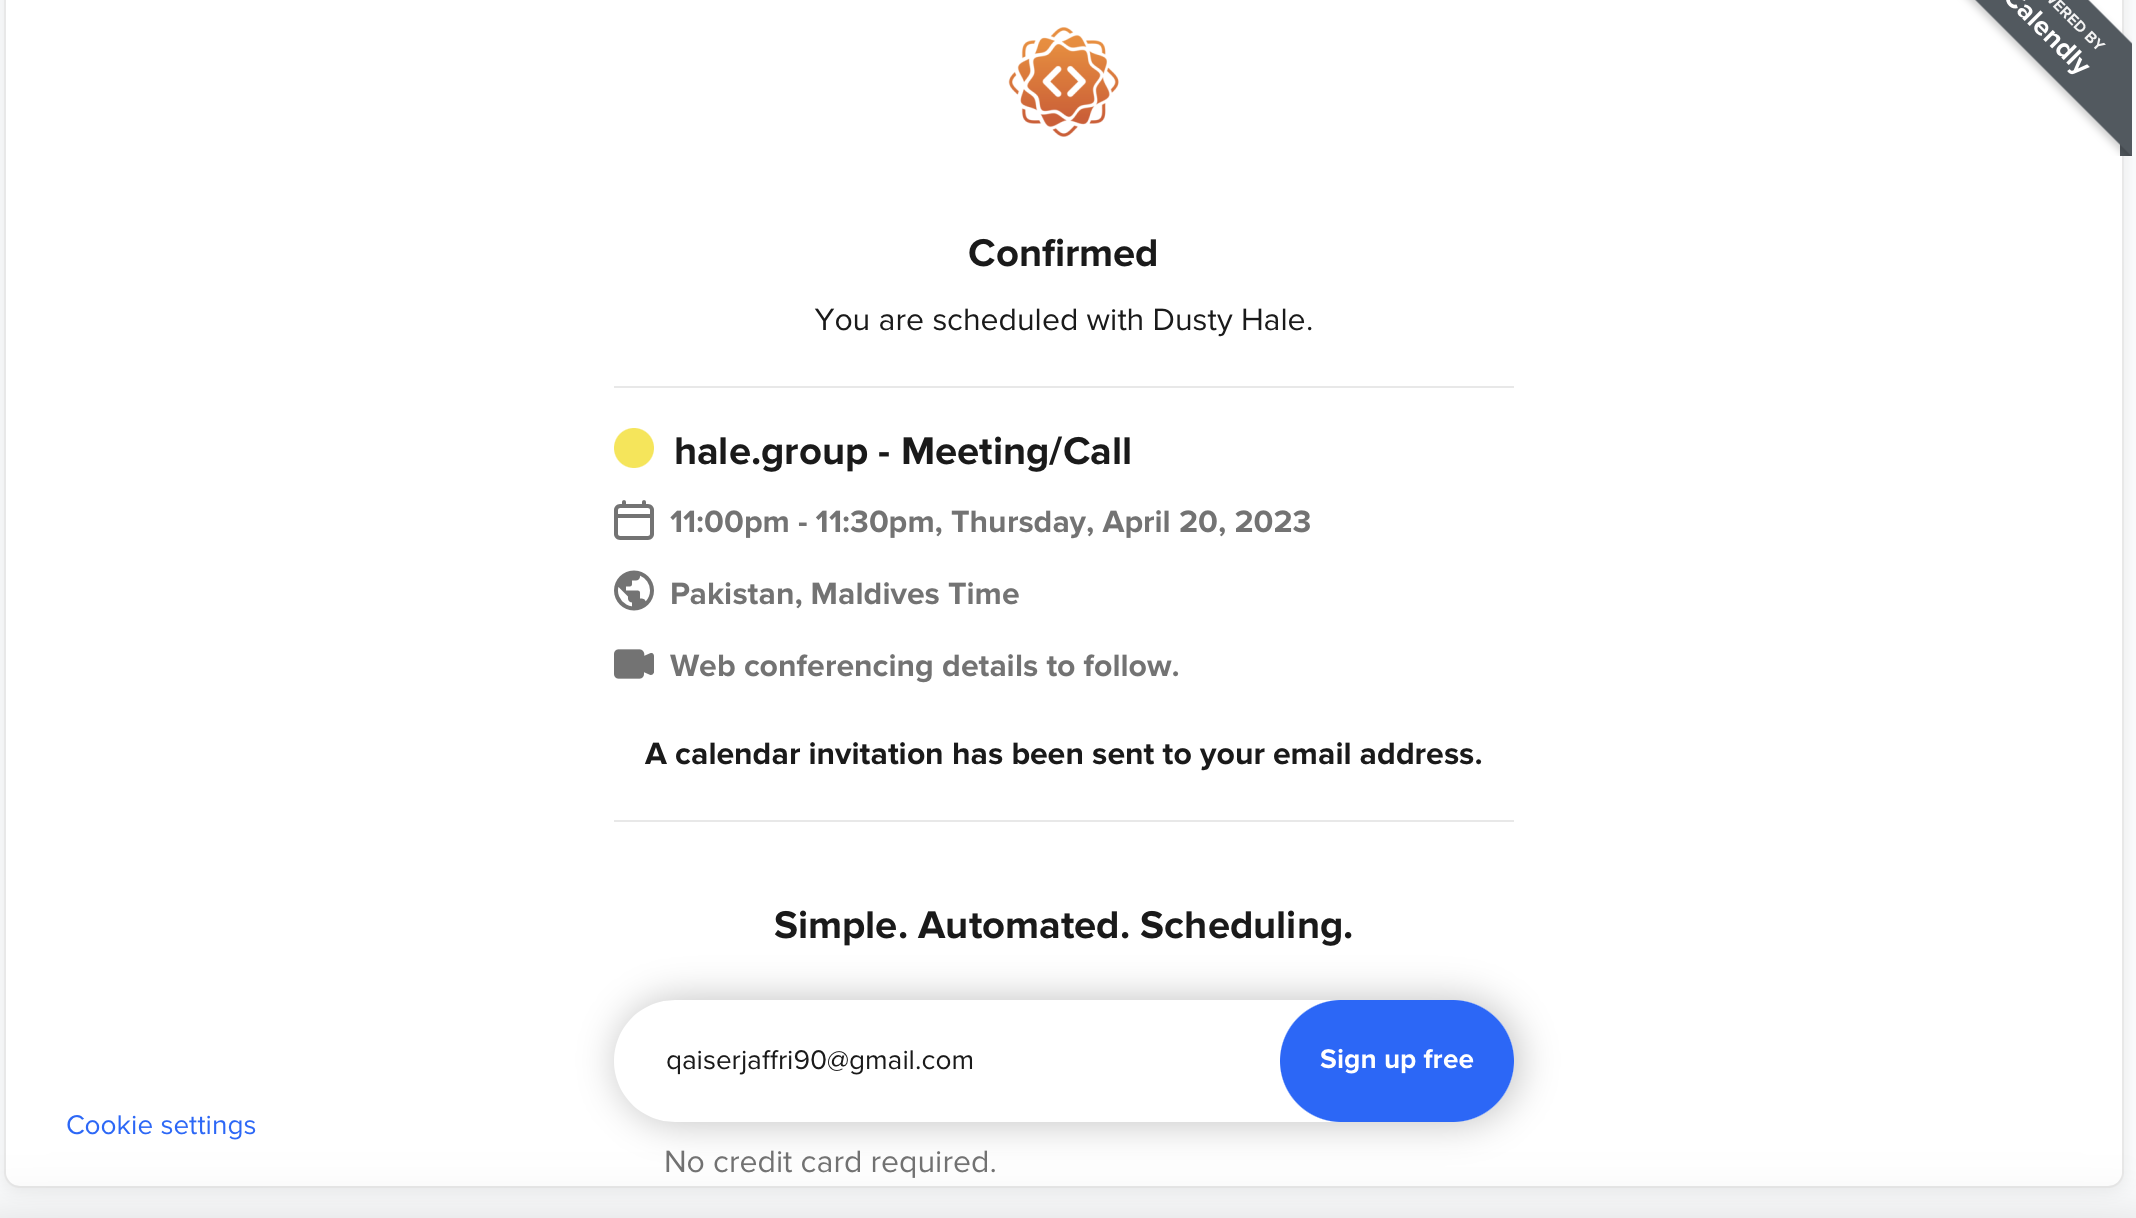 BY
Calendly
Confirmed
You are scheduled with Dusty Hale.
hale.group - Meeting/Call
11:00pm - 11:30pm, Thursday, April 20, 2023
Pakistan, Maldives Time
Web conferencing details to follow.
A calendar invitation has been sent to your email address.
Simple. Automated. Scheduling.
qaiserjaffri90@gmail.com
Sign up free
Cookie settings
No credit card required.